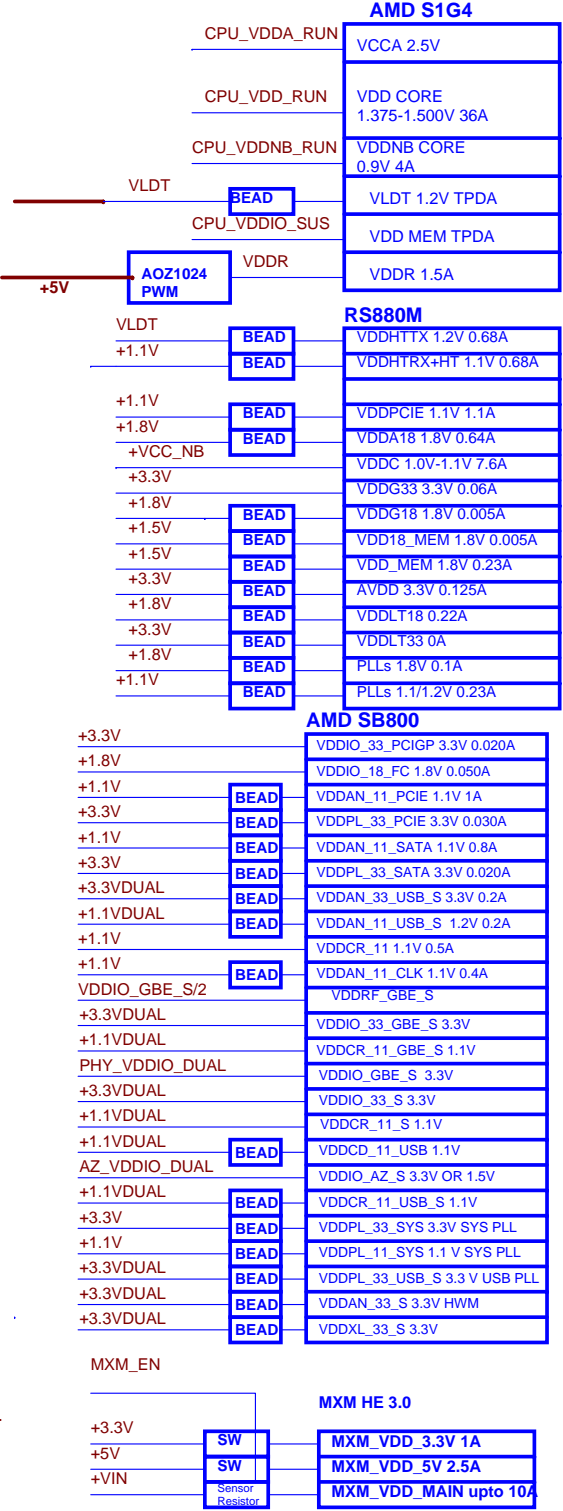 AMD S1G4
CPU_VDDA_RUN VCCA 2.5V
CPU_VDD_RUN VDD CORE
1.375-1.500V 36A
CPU_VDDNB_RUN VDDNB CORE
0.9V 4A
VLDT BEAD VLDT 1.2V TPDA
CPU_VDDIO_SUS VDD MEM TPDA
+5V AOZ1024 VDDR VDDR 1.5A
PWM
RS880M
VLDT BEAD VDDHTTX 1.2V 0.68A
+1.1V BEAD VDDHTRX+HT 1.1V 0.68A
+1.1V BEAD VDDPCIE 1.1V 1.1A
+1.8V BEAD VDDA18 1.8V 0.64A
+VCC_NB VDDC 1.0V-1.1V 7.6A
+3.3V VDDG33 3.3V 0.06A
+1.8V BEAD VDDG18 1.8V 0.005A
+1.5V BEAD VDD18_MEM 1.8V 0.005A
+1.5V BEAD VDD_MEM 1.8V 0.23A
+3.3V BEAD AVDD 3.3V 0.125A
+1.8V BEAD VDDLT18 0.22A
+3.3V BEAD VDDLT33 0A
+1.8V BEAD PLLs 1.8V 0.1A
+1.1V BEAD PLLs 1.1/1.2V 0.23A
AMD SB800
+3.3V VDDIO_33_PCIGP 3.3V 0.020A
+1.8V VDDIO_18_FC 1.8V 0.050A
+1.1V BEAD VDDAN_11_PCIE 1.1V 1A
+3.3V BEAD VDDPL_33_PCIE 3.3V 0.030A
+1.1V BEAD VDDAN_11_SATA 1.1V 0.8A
+3.3V BEAD VDDPL_33_SATA 3.3V 0.020A
+3.3VDUAL BEAD VDDAN_33_USB_S 3.3V 0.2A
+1.1VDUAL BEAD VDDAN_11_USB_S 1.2V 0.2A
+1.1V VDDCR_11 1.1V 0.5A
+1.1V BEAD VDDAN_11_CLK 1.1V 0.4A
VDDIO_GBE_S/2 VDDRF_GBE_S
+3.3VDUAL VDDIO_33_GBE_S 3.3V
+1.1VDUAL VDDCR_11_GBE_S 1.1V
PHY_VDDIO_DUAL VDDIO_GBE_S 3.3V
+3.3VDUAL VDDIO_33_S 3.3V
+1.1VDUAL VDDCR_11_S 1.1V
+1.1VDUAL BEAD VDDCD_11_USB 1.1V
AZ_VDDIO_DUAL VDDIO_AZ_S 3.3V OR 1.5V
+1.1VDUAL BEAD VDDCR_11_USB_S 1.1V
+3.3V BEAD VDDPL_33_SYS 3.3V SYS PLL
+1.1V BEAD VDDPL_11_SYS 1.1 V SYS PLL
+3.3VDUAL BEAD VDDPL_33_USB_S 3.3 V USB PLL
+3.3VDUAL BEAD VDDAN_33_S 3.3V HWM
+3.3VDUAL BEAD VDDXL_33_S 3.3V
MXM_EN
MXM HE 3.0
+3.3V SW MXM_VDD_3.3V 1A
+5V SW MXM_VDD_5V 2.5A
+VIN Sensor MXM_VDD_MAIN upto 10A
Resistor